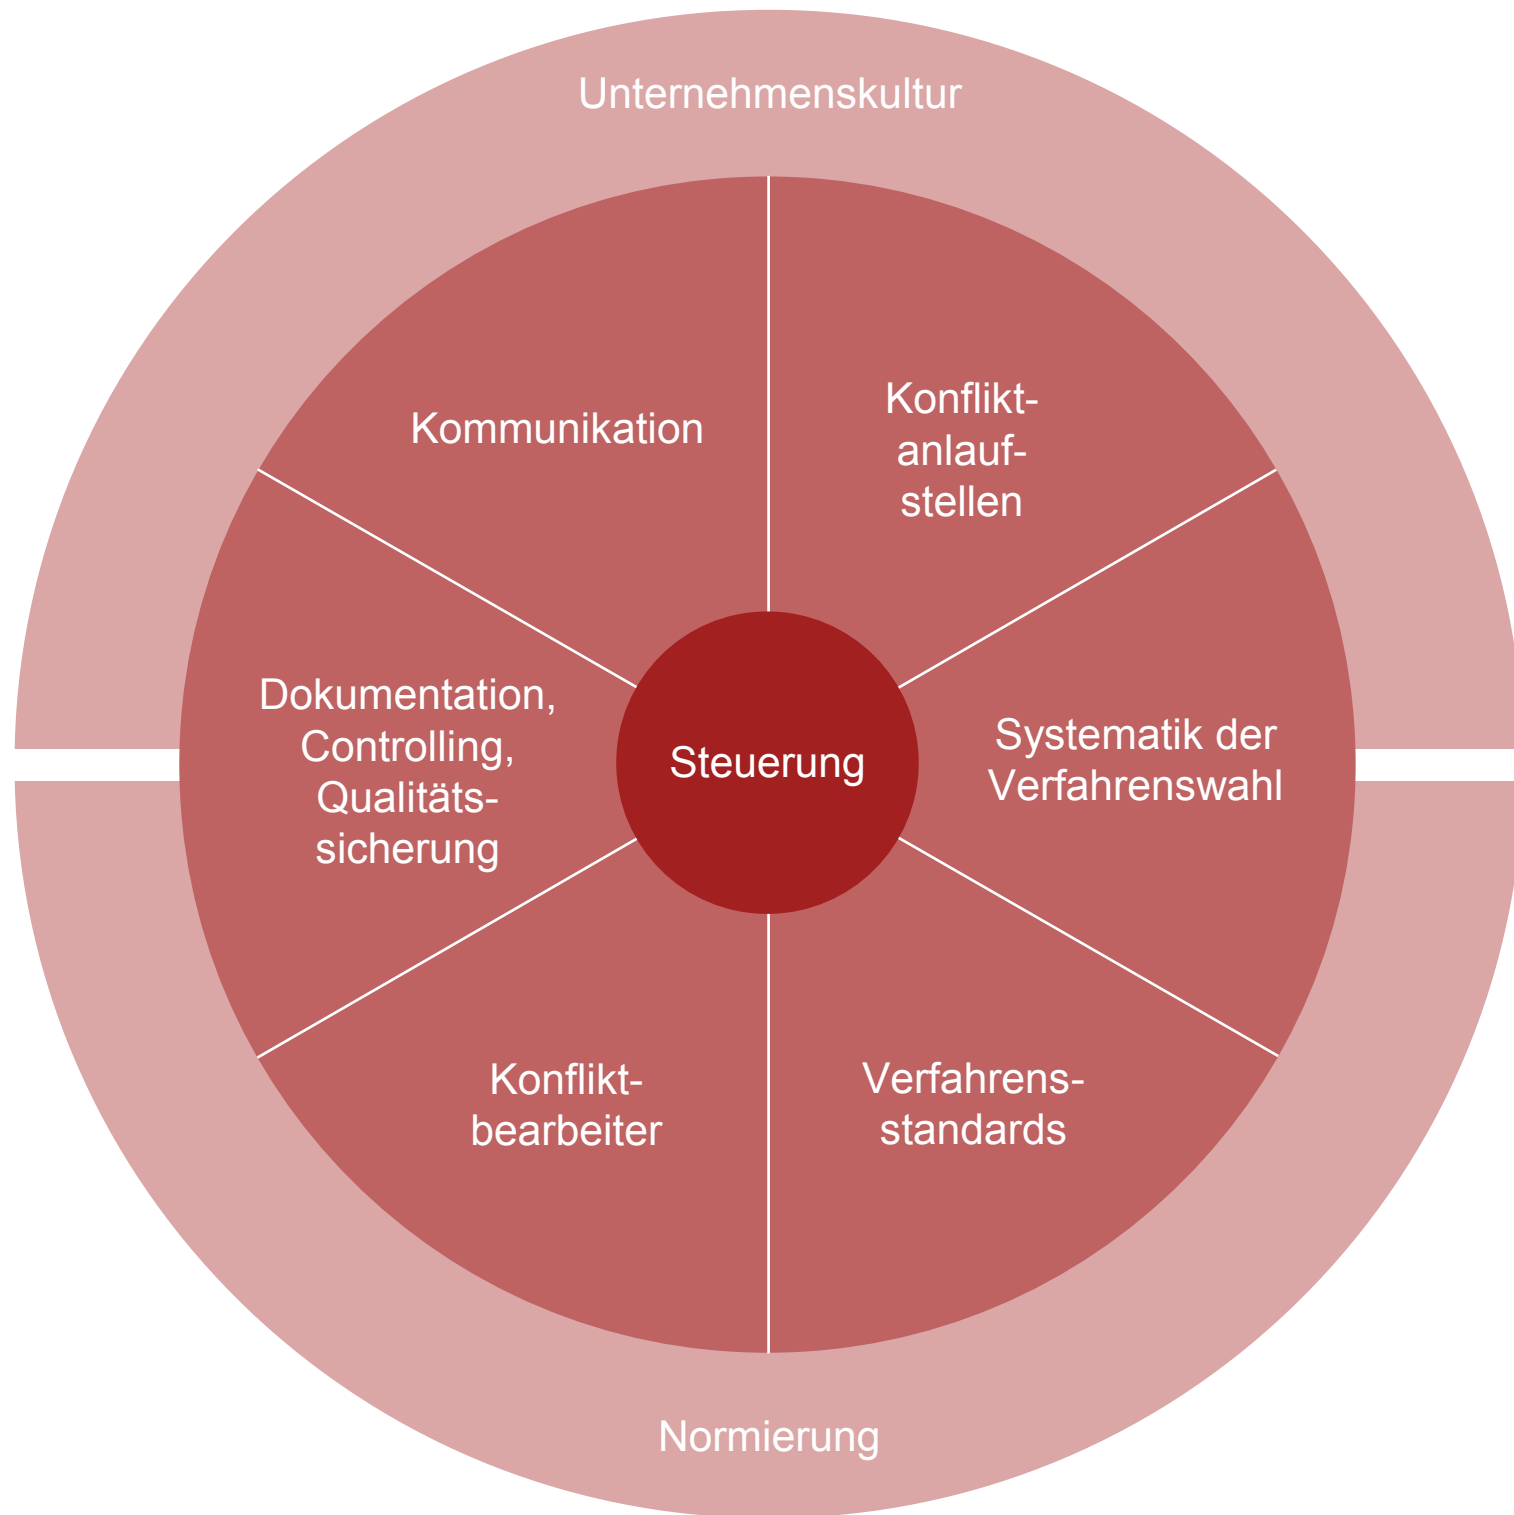 Unternehmenskultur
Kommunikation
Konflikt-
anlauf-
stellen
Dokumentation,
Controlling,
Qualitäts-
sicherung
Steuerung
Systematik der
Verfahrenswahl
Konflikt-
bearbeiter
Verfahrens-
standards
Normierung